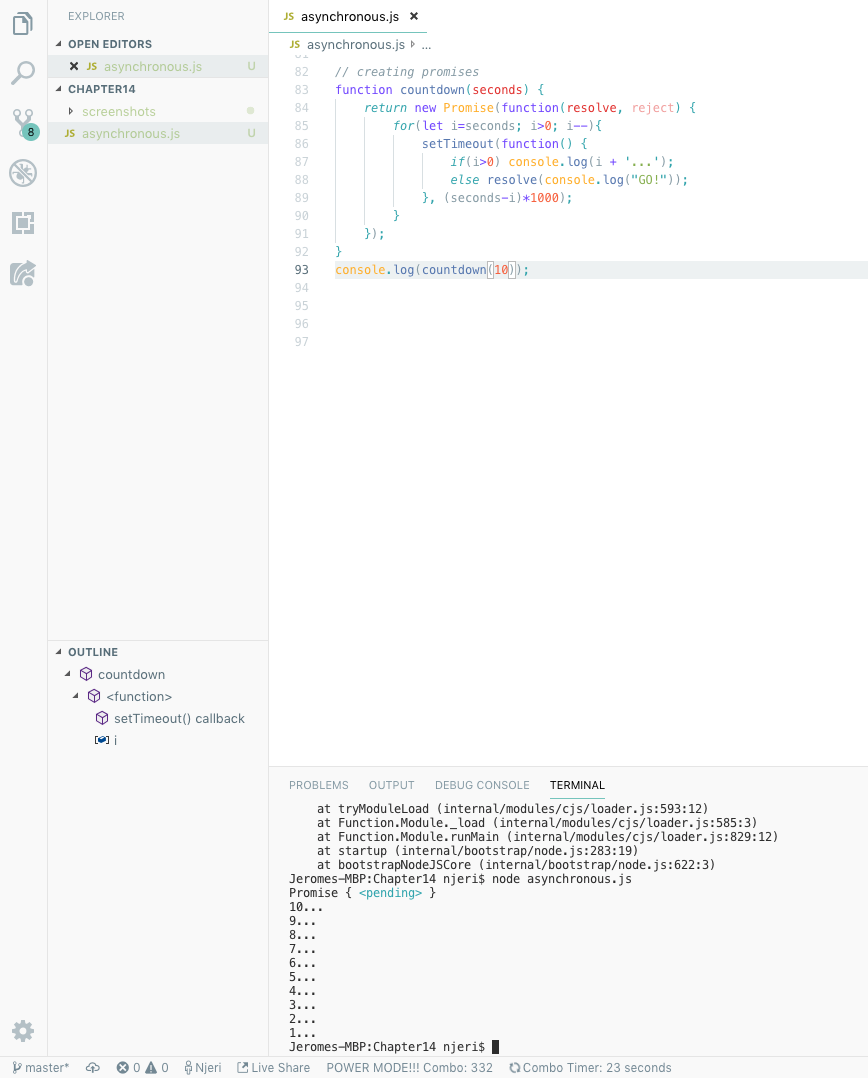 EXPLORER
OPEN EDITORS
JS asynchronous.js U
CHAPTER14
screenshots
JS asynchronous.js U
8
OUTLINE
countdown
<function>
setTimeout() callback
i
JS asynchronous.js
JS asynchronous.js ...
82 // creating promises
83 function countdown(seconds) {
84 return new Promise(function(resolve, reject) {
85 for(let i=seconds; i>0; i--){
86 setTimeout(function() {
87 if(i>0) console.log(i + '...');
88 else resolve(console.log("GO!"));
89 }, (seconds-i)*1000);
90 }
91 });
92 }
93 console.log(countdown(10));
94
95
96
97
PROBLEMS OUTPUT DEBUG CONSOLE TERMINAL
at tryModuleLoad (internal/modules/cjs/loader.js:593:12)
at Function.Module._load (internal/modules/cjs/loader.js:585:3)
at Function.Module.runMain (internal/modules/cjs/loader.js:829:12)
at startup (internal/bootstrap/node.js:283:19)
at bootstrapNodeJSCore (internal/bootstrap/node.js:622:3)
Jeromes-MBP:Chapter14 njeri$ node asynchronous.js
Promise { <pending> }
10...
9...
8...
7...
6...
5...
4...
3...
2...
1...
Jeromes-MBP:Chapter14 njeri$
master* 0 0 Njeri Live Share POWER MODE!!! Combo: 332 Combo Timer: 23 seconds